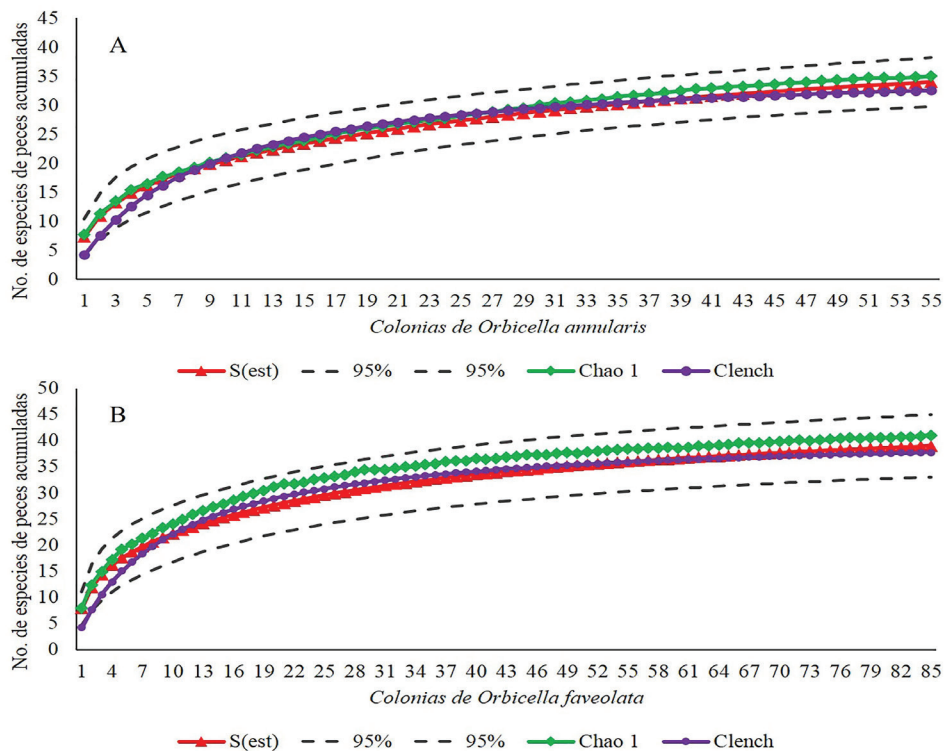 A
No. de especies de peces acumuladas
45
40
35
30
25
20
15
10
5
0
1 3 5 7 9 11 13 15 17 19 21 23 25 27 29 31 33 35 37 39 41 43 45 47 49 51 53 55
Colonias de Orbicella annularis
S(est) 95% 95% Chao 1 Clench
B
No. de especies de peces acumuladas
50
45
40
35
30
25
20
15
10
5
0
1 4 7 10 13 16 19 22 25 28 31 34 37 40 43 46 49 52 55 58 61 64 67 70 73 76 79 82 85
Colonias de Orbicella faveolata
S(est) 95% 95% Chao 1 Clench